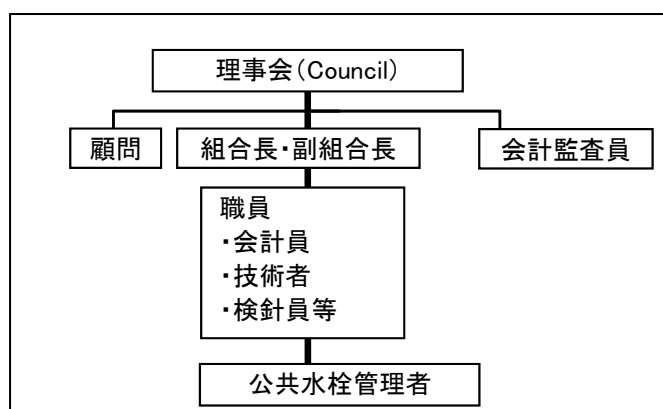 理事会(Council)
顧問
組合長・副組合長
会計監査員
職員
・会計員
・技術者
・検針員等
公共水栓管理者